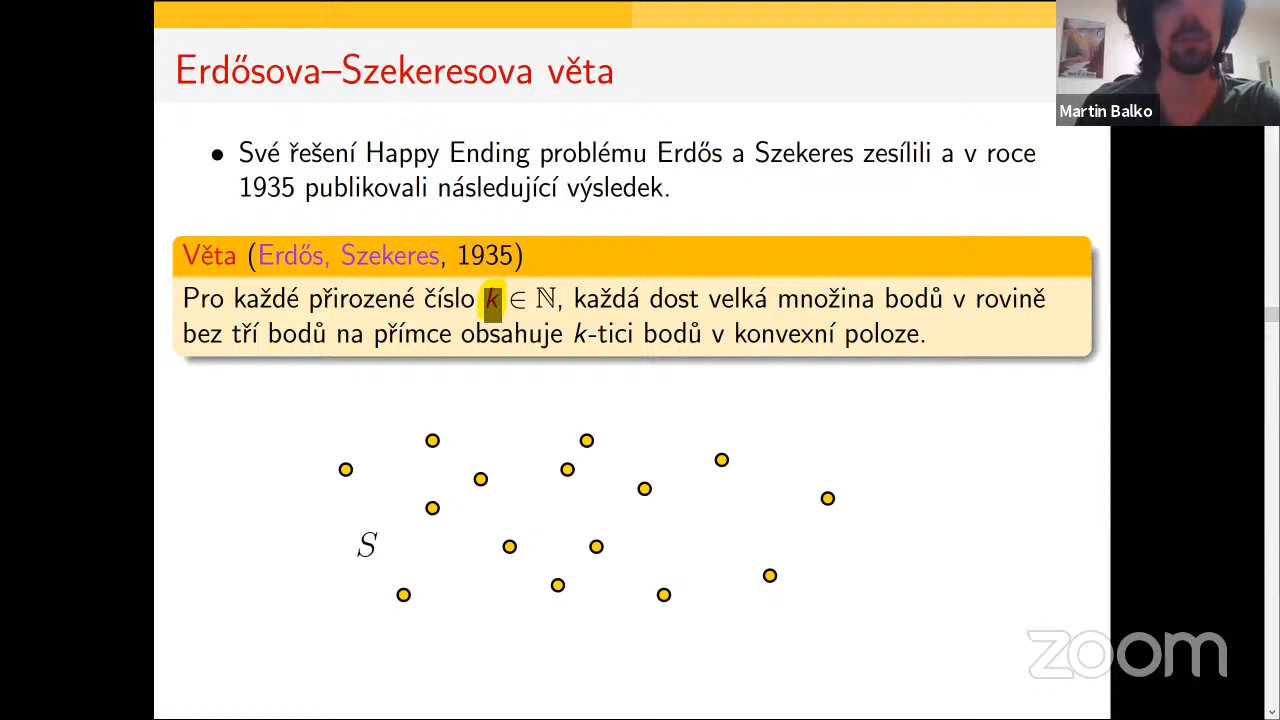 Erdősova–Szekeresova věta
Martin Balko
• Své řešení Happy Ending problému Erdős a Szekeres zesílili a v roce
1935 publikovali následující výsledek.
Věta (Erdős, Szekeres, 1935)
Pro každé přirozené číslo k ∈ ℕ, každá dost velká množina bodů v rovině
bez tří bodů na přímce obsahuje k-tici bodů v konvexní poloze.
S
zoom